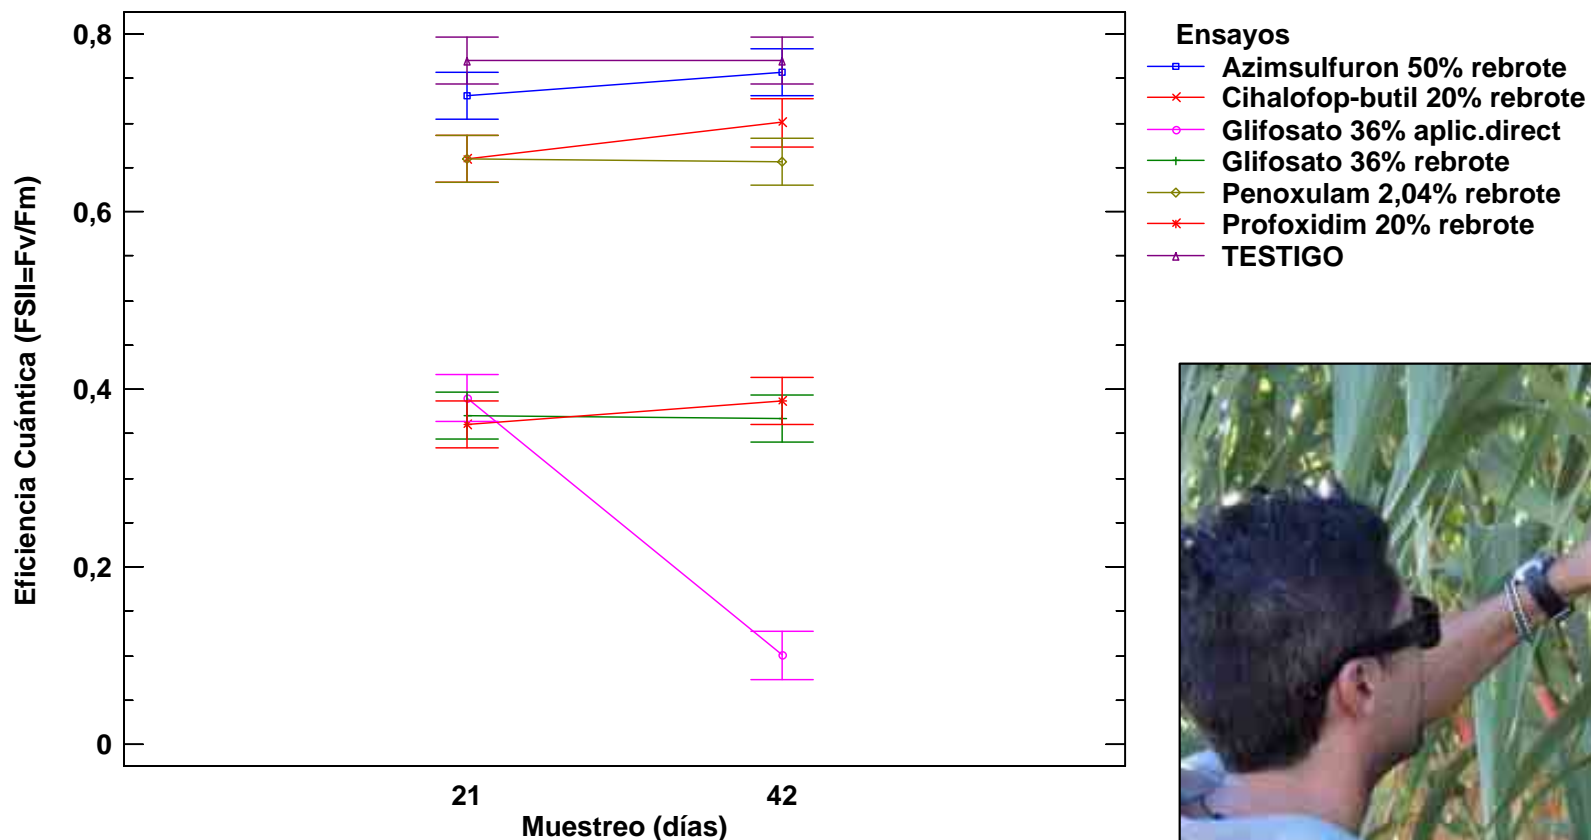 Eficiencia Cuántica (FSII=Fv/Fm)
0,8
0,6
0,4
0,2
0
21
42
Muestreo (días)
Ensayos
Azimsulfuron 50% rebrote
Cihalofop-butil 20% rebrote
Glifosato 36% aplic.direct
Glifosato 36% rebrote
Penoxulam 2,04% rebrote
Profoxidim 20% rebrote
TESTIGO